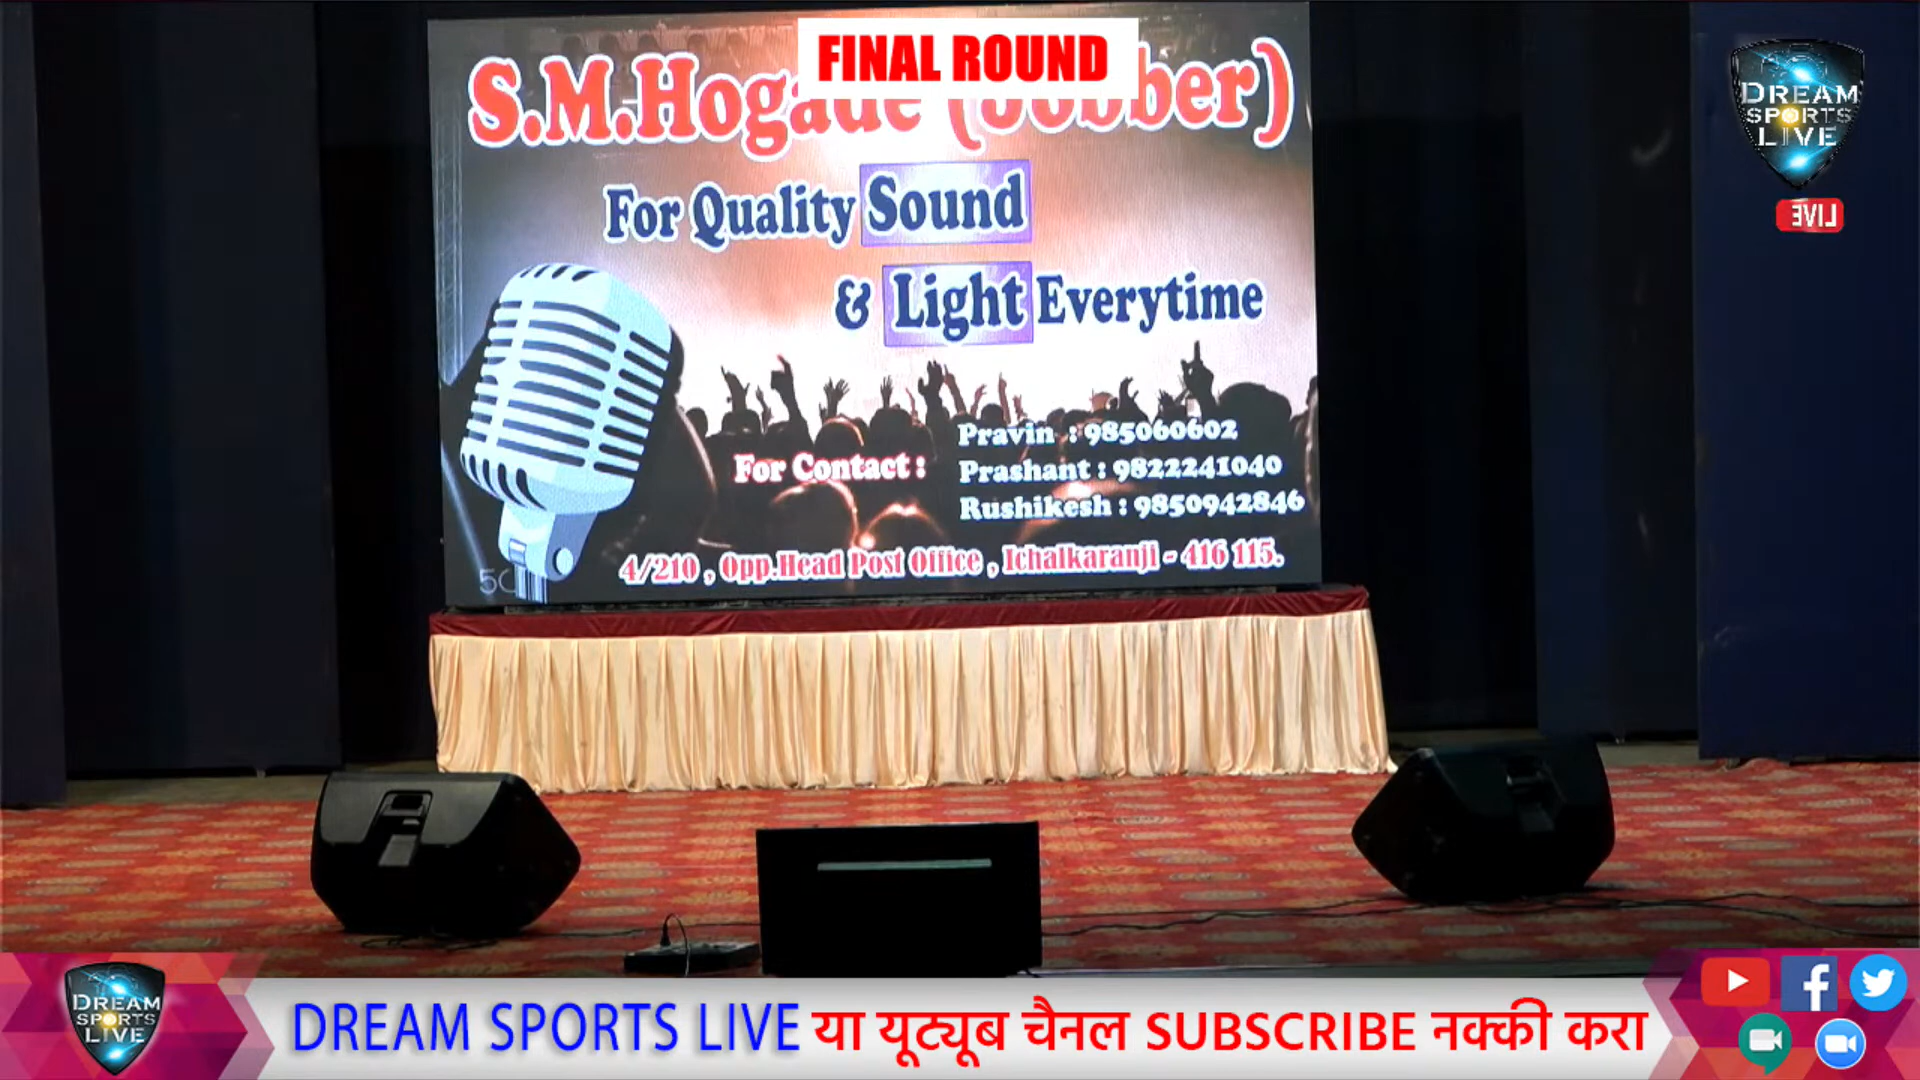 FINAL ROUND
S.M.Hogade (Jobber)
For Quality Sound
& Light Everytime
For Contact :
Pravin : 985060602
Prashant : 9822241040
Rushikesh : 9850942846
4/210 , Opp.Head Post Office , Ichalkaranji - 416 115.
DREAM
SPORTS
LIVE
LIVE
DREAM
SPORTS
LIVE
DREAM SPORTS LIVE या यूट्यूब चैनल SUBSCRIBE नक्की करा